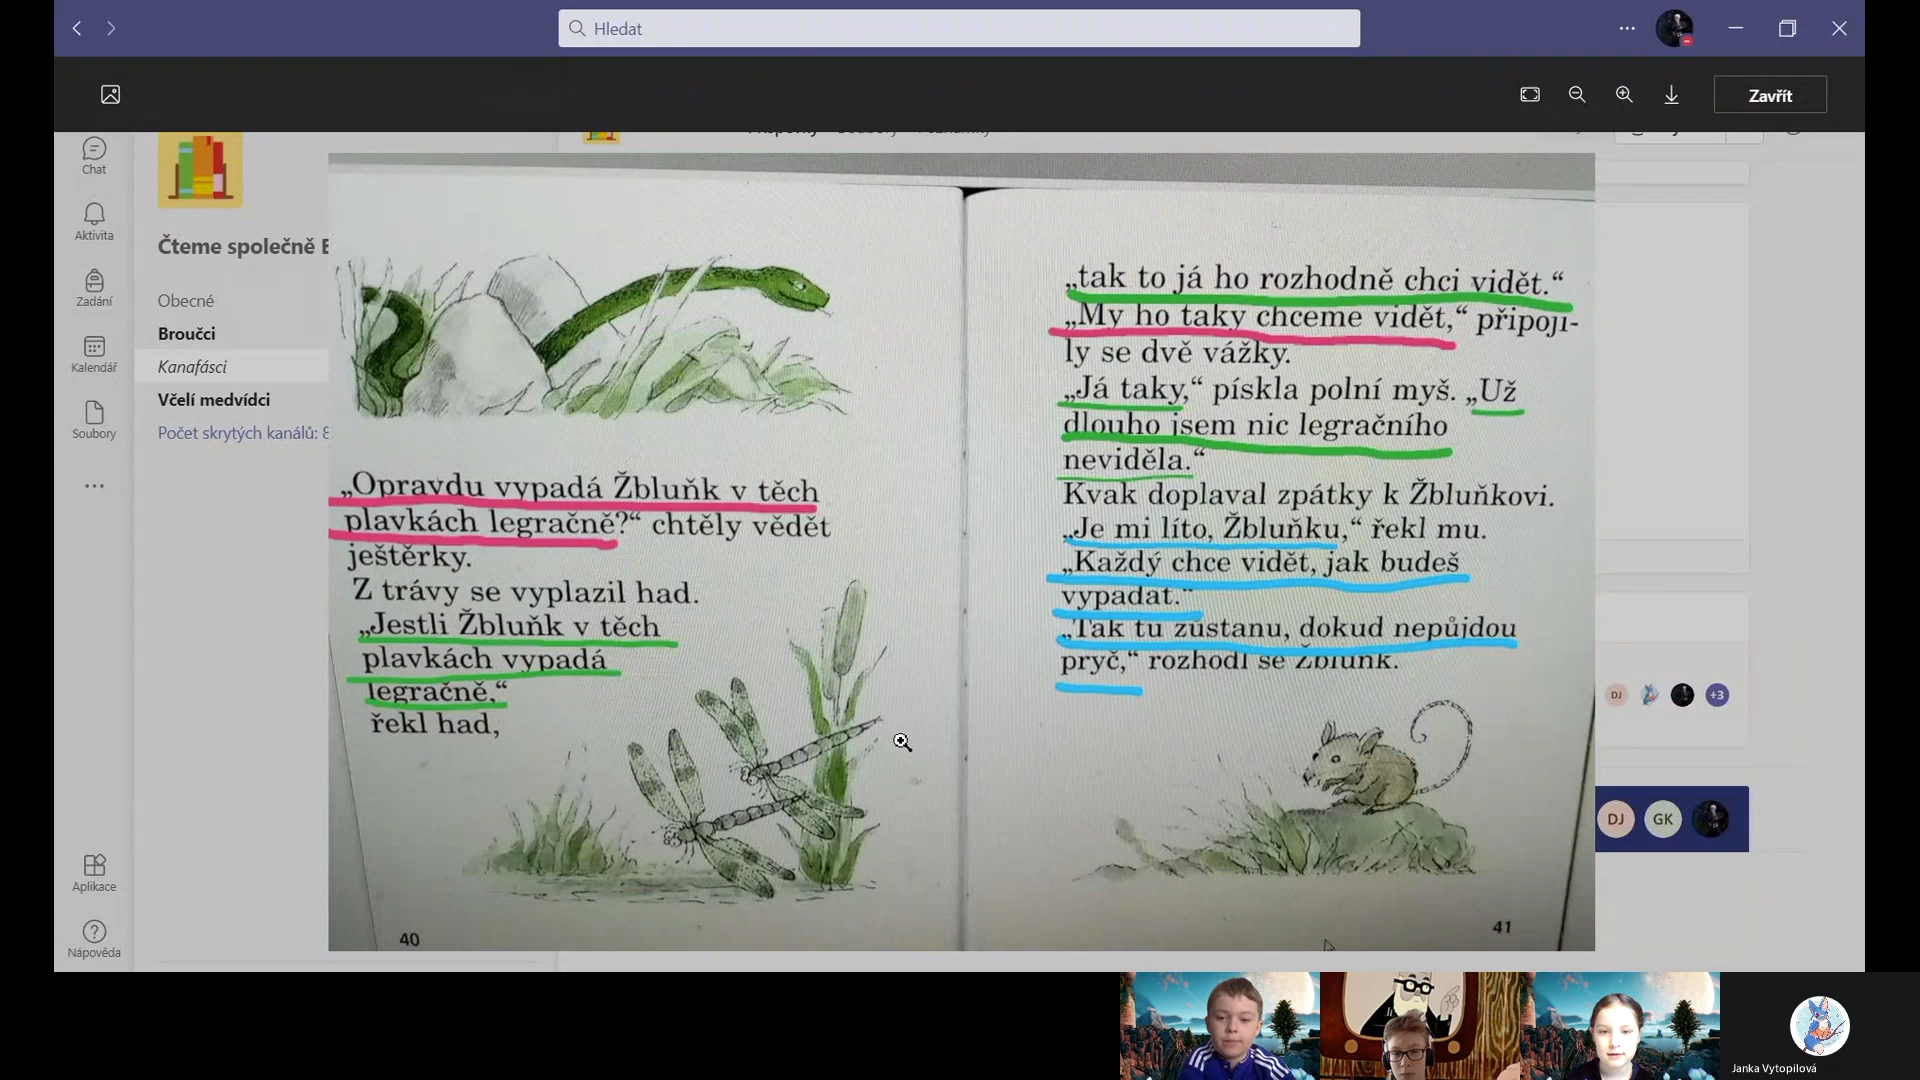 Hledat
Zavřít
Chat
Aktivita
Zadání
Kalendář
Soubory
Aplikace
Nápověda
Čteme společně
Obecné
Broučci
Kanafásci
Včelí medvídci
Počet skrytých kanálů: 8
„Opravdu vypadá Žbluňk v těch
plavkách legračně?“ chtěly vědět
ještěrky.
Z trávy se vyplazil had.
„Jestli Žbluňk v těch
plavkách vypadá
legračně,“
řekl had,
40
„tak to já ho rozhodně chci vidět.“
„My ho taky chceme vidět,“ připoji-
ly se dvě vážky.
„Já taky,“ pískla polní myš. „Už
dlouho jsem nic legračního
neviděla.“
Kvak doplaval zpátky k Žbluňkovi.
„Je mi líto, Žbluňku,“ řekl mu.
„Každý chce vidět, jak budeš
vypadat.“
„Tak tu zůstanu, dokud nepůjdou
pryč,“ rozhodl se Žbluňk.
41
DJ
+3
DJ
GK
Janka Vytopilová